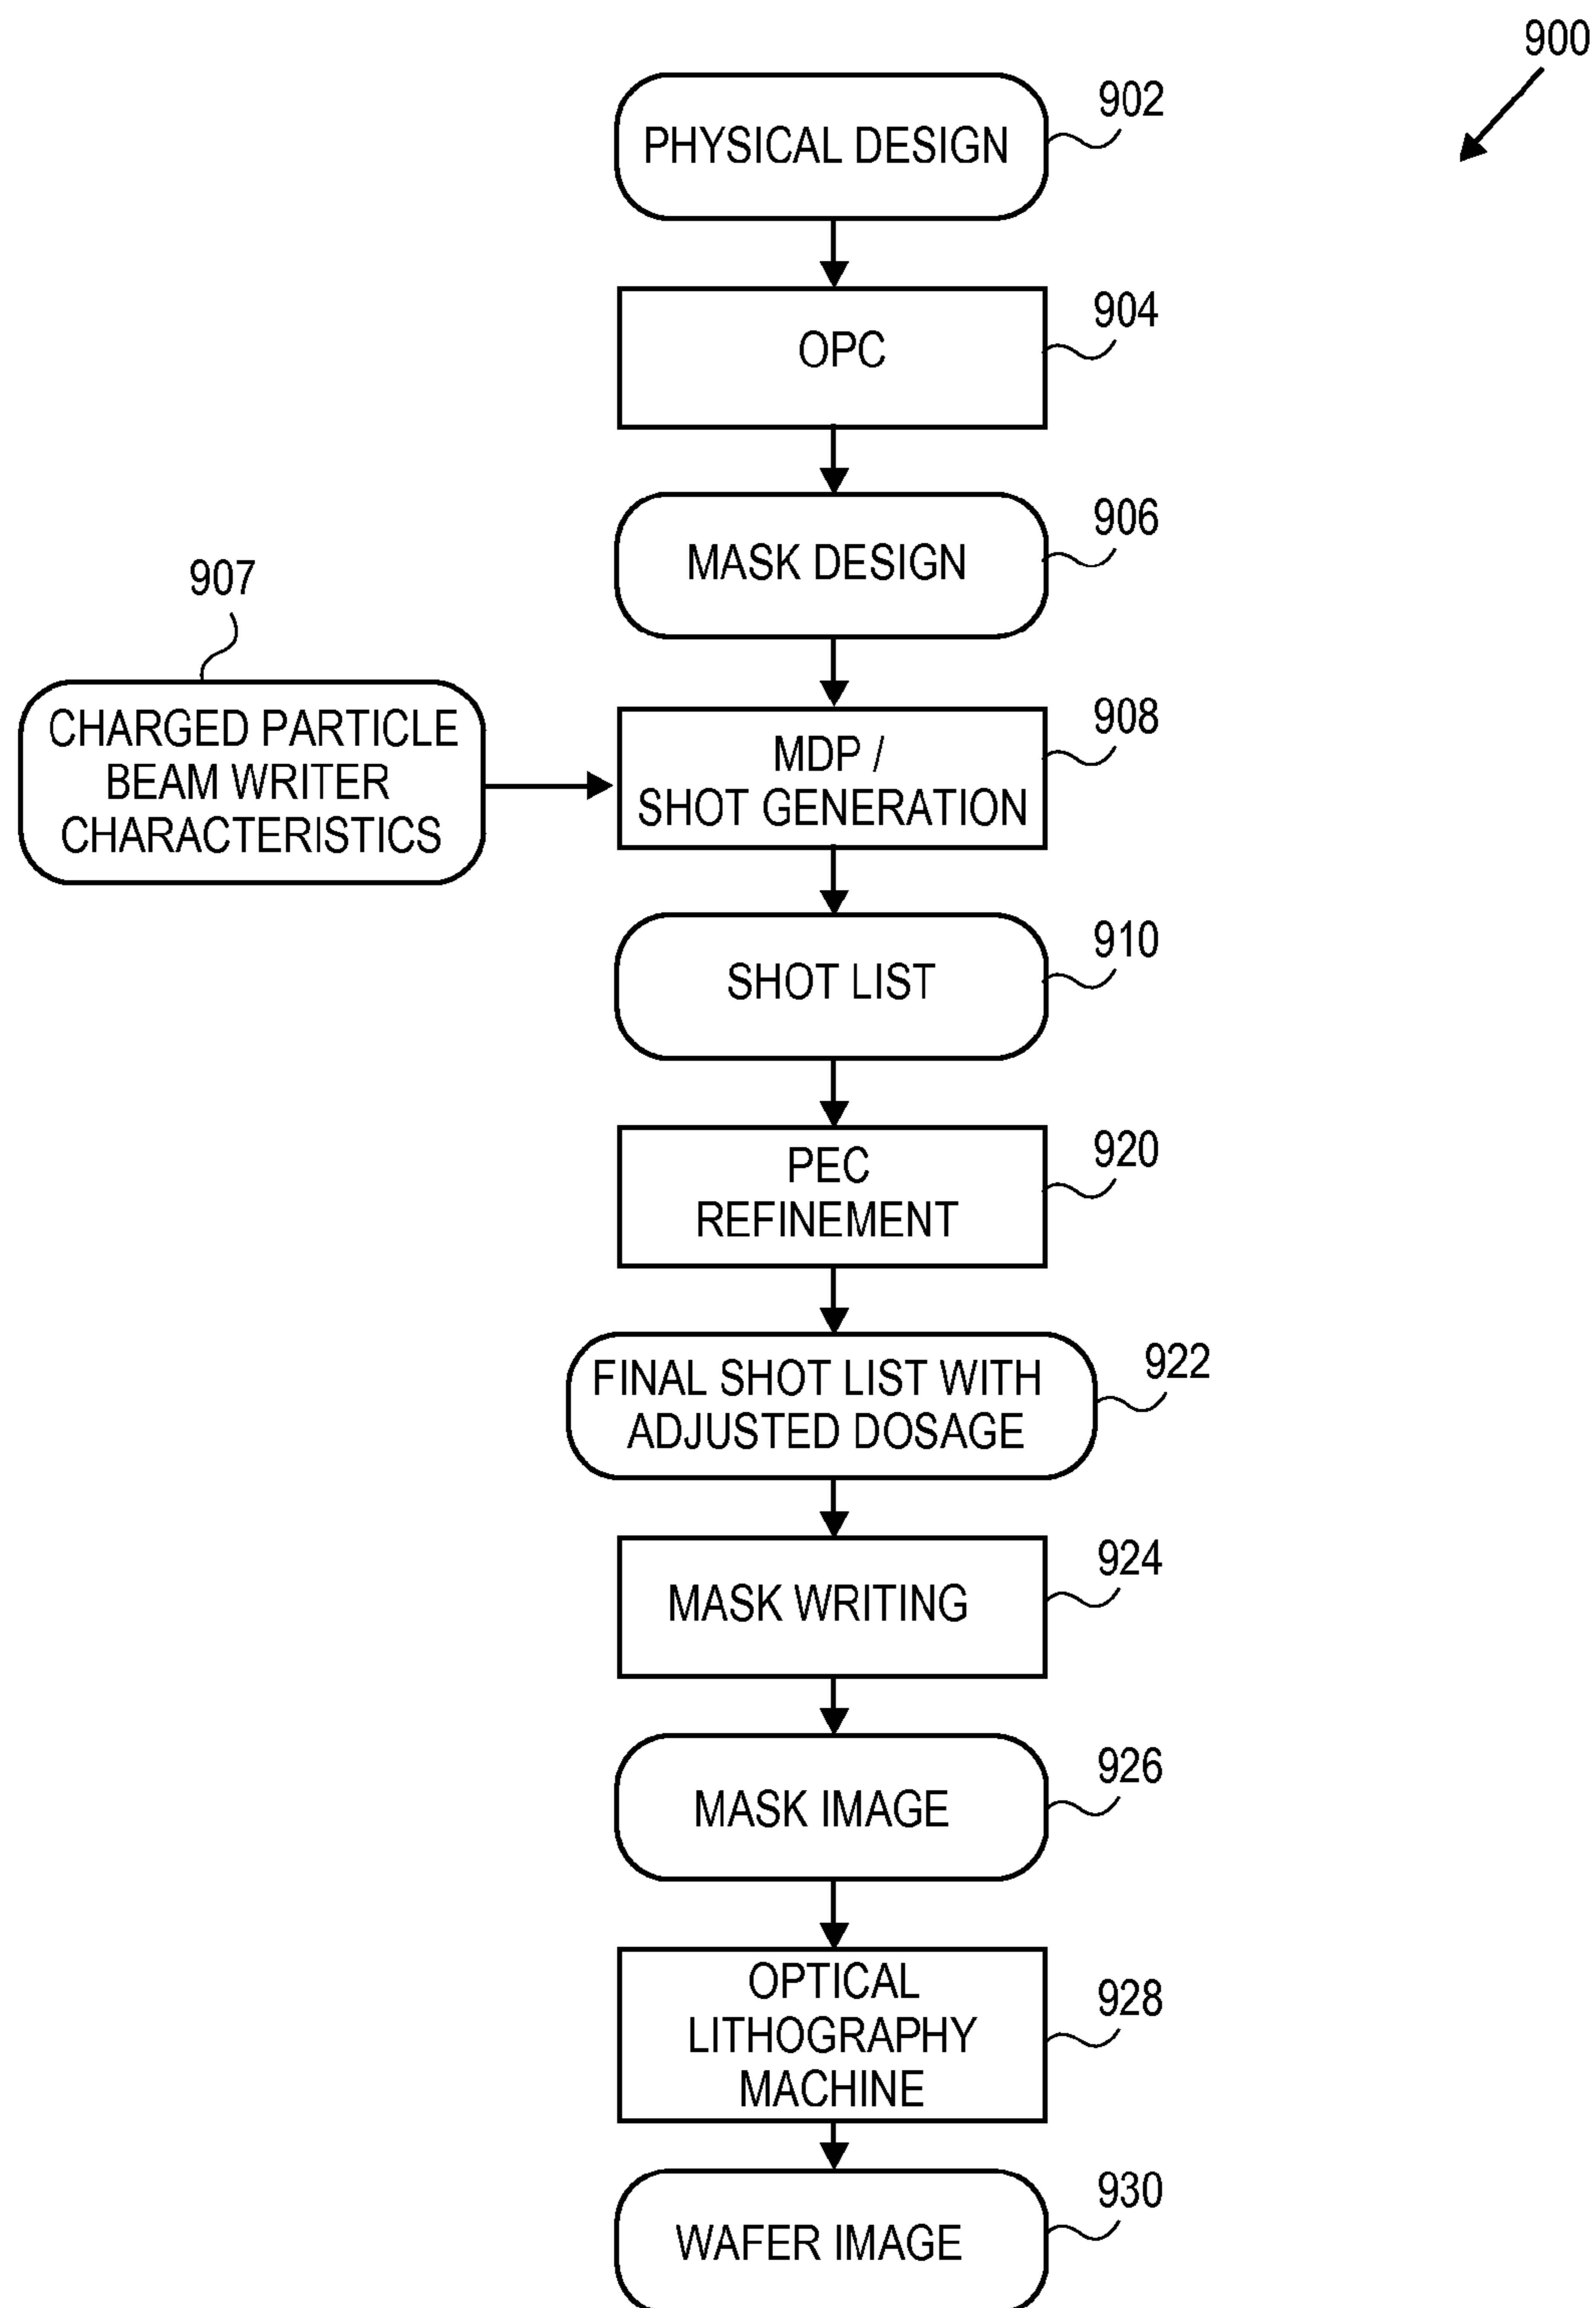 900
902
PHYSICAL DESIGN
904
OPC
906
MASK DESIGN
907
CHARGED PARTICLE
BEAM WRITER
CHARACTERISTICS
908
MDP /
SHOT GENERATION
910
SHOT LIST
920
PEC
REFINEMENT
922
FINAL SHOT LIST WITH
ADJUSTED DOSAGE
924
MASK WRITING
926
MASK IMAGE
928
OPTICAL
LITHOGRAPHY
MACHINE
930
WAFER IMAGE